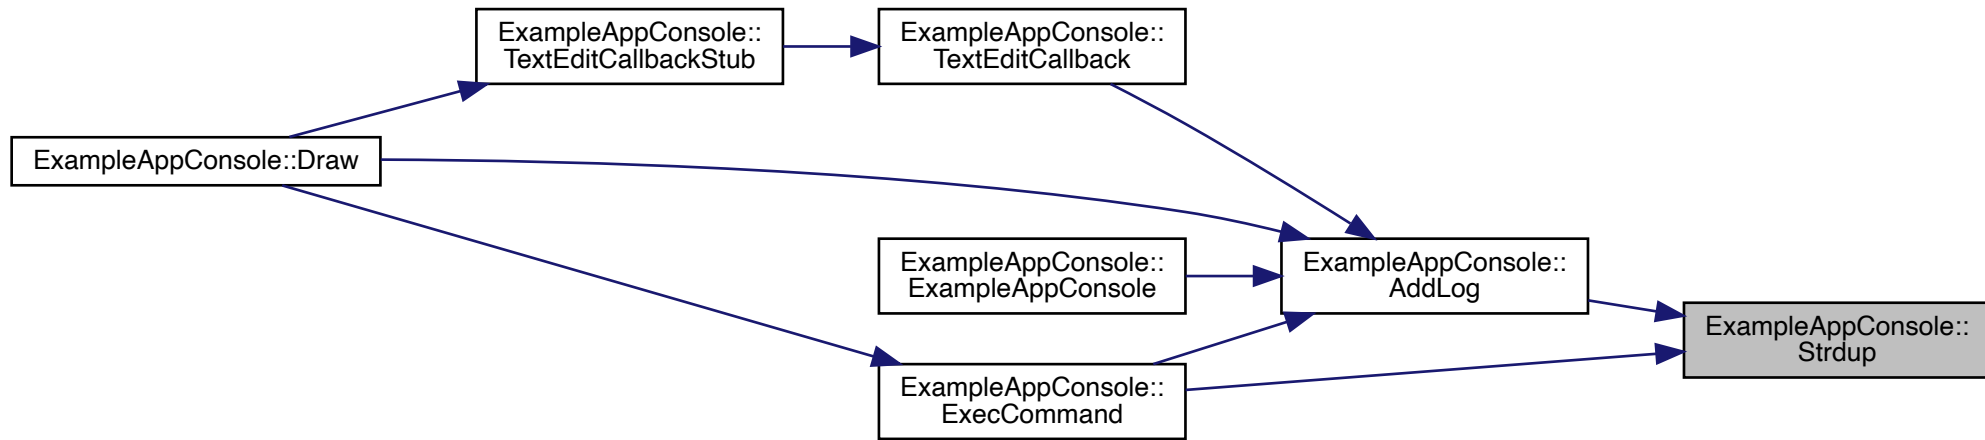 ExampleAppConsole::
TextEditCallbackStub
ExampleAppConsole::
TextEditCallback
ExampleAppConsole::Draw
ExampleAppConsole::
ExampleAppConsole
ExampleAppConsole::
AddLog
ExampleAppConsole::
Strdup
ExampleAppConsole::
ExecCommand